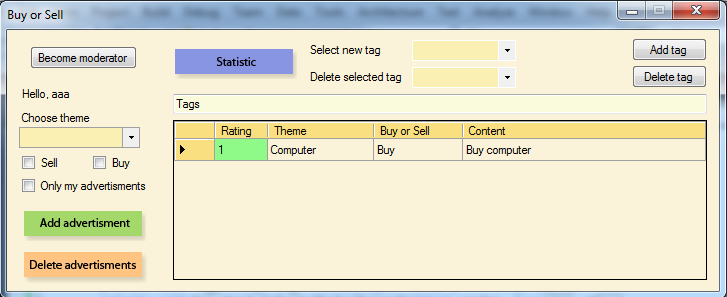 Buy or Sell
Become moderator
Statistic
Select new tag
Add tag
Delete selected tag
Delete tag
Hello, aaa
Choose theme
Sell
Buy
Only my advertisments
Add advertisment
Delete advertisments
Tags
Rating Theme Buy or Sell Content
1 Computer Buy Buy computer